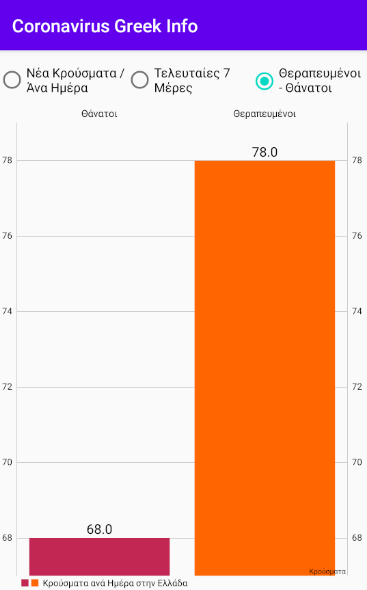 Coronavirus Greek Info
Νέα Κρούσματα /
Άνα Ημέρα
Τελευταίες 7
Μέρες
Θεραπευμένοι
- Θάνατοι
Θάνατοι Θεραπευμένοι
78.0
78 78
76 76
74 74
72 72
70 70
68.0
68 68
Κρούσματα
Κρούσματα ανά Ημέρα στην Ελλάδα